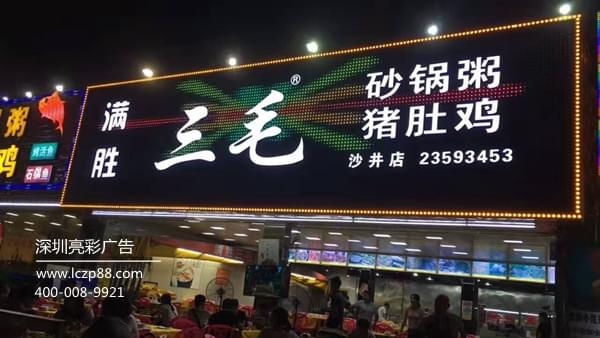 满胜
三毛®
砂锅粥
猪肚鸡
沙井店 23593453
粥
鸡
烤活鱼
石锅鱼
深圳亮彩广告
www.lczp88.com
400-008-9921